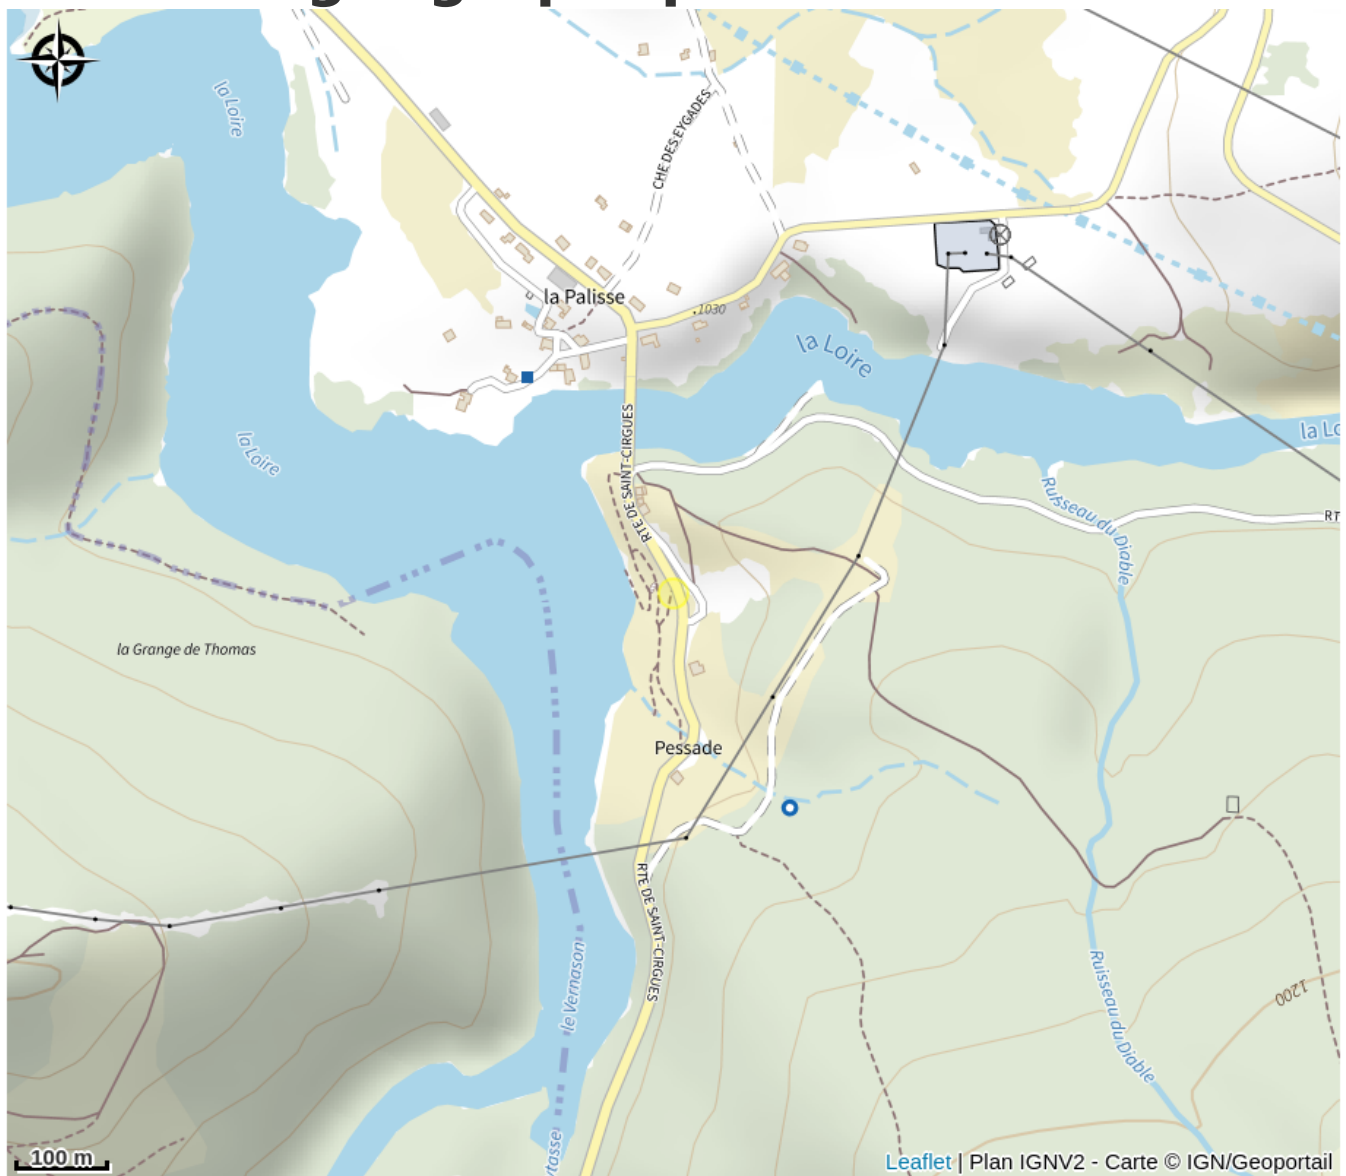 la Loire
CHE DES EYGADES
la Palisse
1030
la Loire
la Loire
la Lo
RTE DE SAINT-CIRGUES
Ruisseau du Diable
RT
la Grange de Thomas
Pessade
RTE DE SAINT-CIRGUES
le Vernason
Ruisseau du Diable
1200
ytasse
100 m
Leaflet | Plan IGNV2 - Carte © IGN/Geoportail